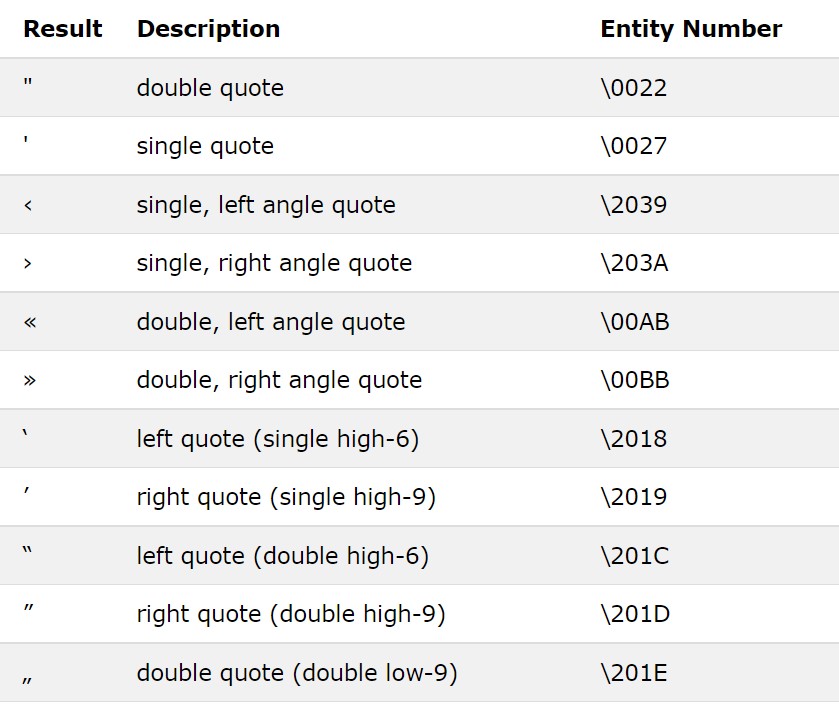 Result Description Entity Number
" double quote \0022
' single quote \0027
‹ single, left angle quote \2039
› single, right angle quote \203A
« double, left angle quote \00AB
» double, right angle quote \00BB
‘ left quote (single high-6) \2018
’ right quote (single high-9) \2019
“ left quote (double high-6) \201C
” right quote (double high-9) \201D
„ double quote (double low-9) \201E